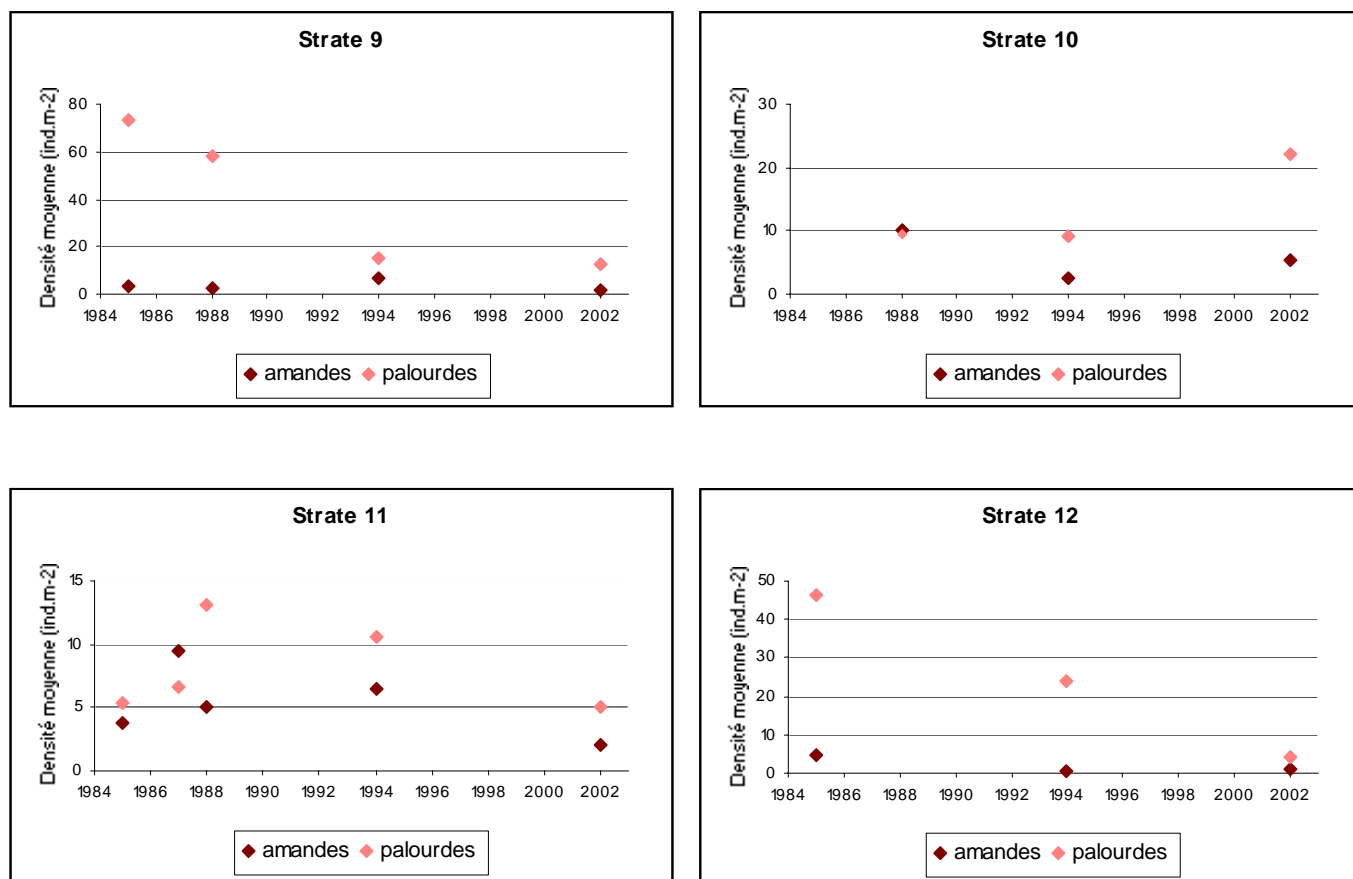 Strate 9
Densité moyenne (ind.m-2)
80
60
40
20
0
1984 1986 1988 1990 1992 1994 1996 1998 2000 2002
amandes palourdes
Strate 10
Densité moyenne (ind.m-2)
30
20
10
0
1984 1986 1988 1990 1992 1994 1996 1998 2000 2002
amandes palourdes
Strate 11
Densité moyenne (ind.m-2)
15
10
5
0
1984 1986 1988 1990 1992 1994 1996 1998 2000 2002
amandes palourdes
Strate 12
Densité moyenne (ind.m-2)
50
40
30
20
10
0
1984 1986 1988 1990 1992 1994 1996 1998 2000 2002
amandes palourdes